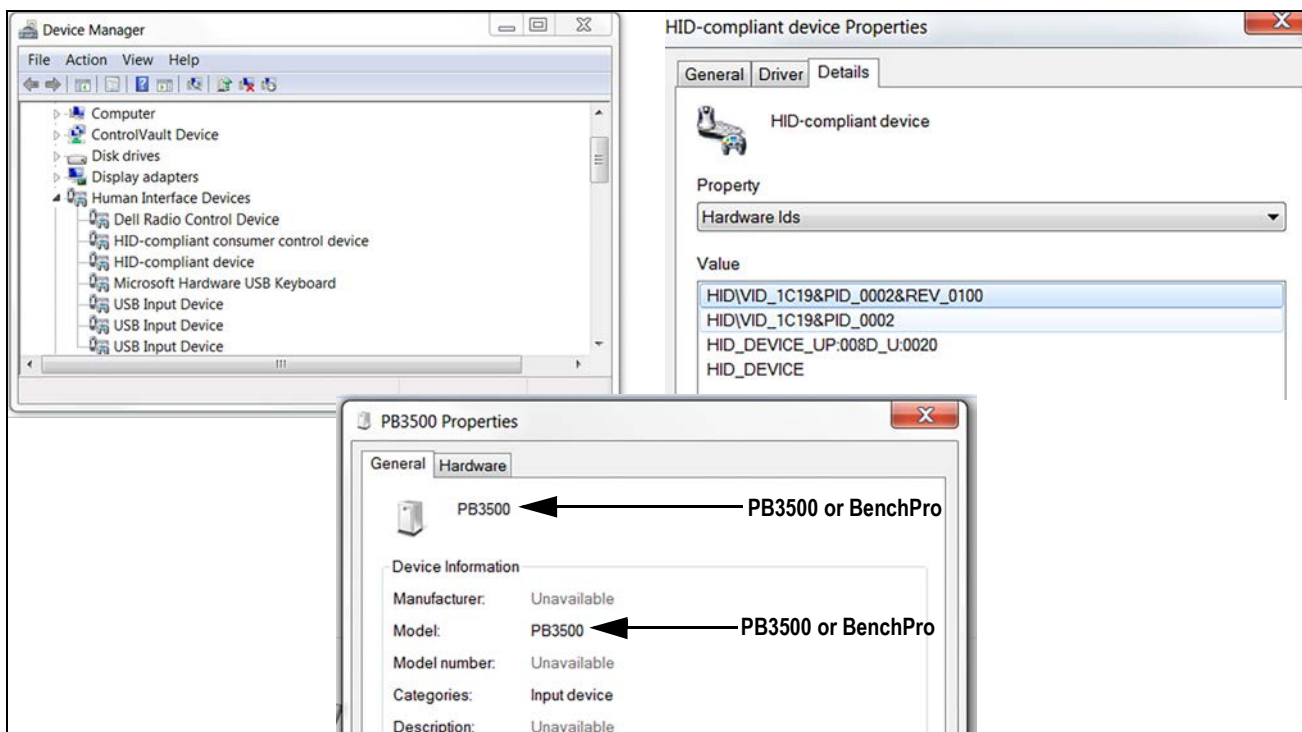 Device Manager
File Action View Help
Computer
ControlVault Device
Disk drives
Display adapters
Human Interface Devices
Dell Radio Control Device
HID-compliant consumer control device
HID-compliant device
Microsoft Hardware USB Keyboard
USB Input Device
USB Input Device
USB Input Device
HID-compliant device Properties
General Driver Details
HID-compliant device
Property
Hardware Ids
Value
HID\VID_1C19&PID_0002&REV_0100
HID\VID_1C19&PID_0002
HID_DEVICE_UP:008D_U:0020
HID_DEVICE
PB3500 Properties
General Hardware
PB3500 PB3500 or BenchPro
Device Information
Manufacturer: Unavailable
Model: PB3500 PB3500 or BenchPro
Model number: Unavailable
Categories: Input device
Description: Unavailable